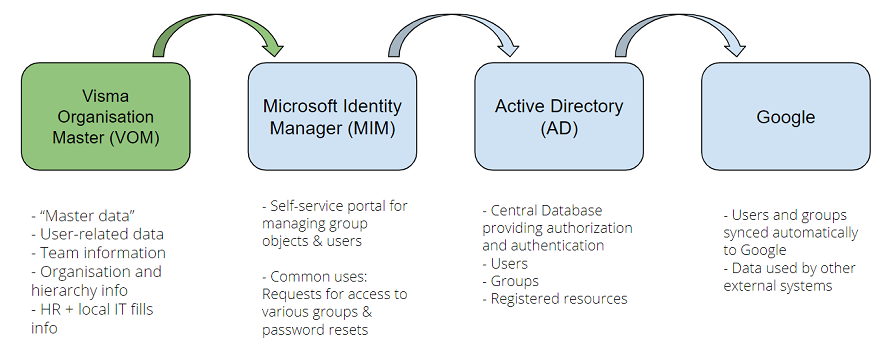 Visma
Organisation
Master (VOM)
Microsoft Identity
Manager (MIM)
Active Directory
(AD)
Google
- “Master data”
- User-related data
- Team information
- Organisation and
hierarchy info
- HR + local IT fills
info
- Self-service portal for
managing group
objects & users
- Common uses:
Requests for access to
various groups &
password resets
- Central Database
providing authorization
and authentication
- Users
- Groups
- Registered resources
- Users and groups
synced automatically
to Google
- Data used by other
external systems